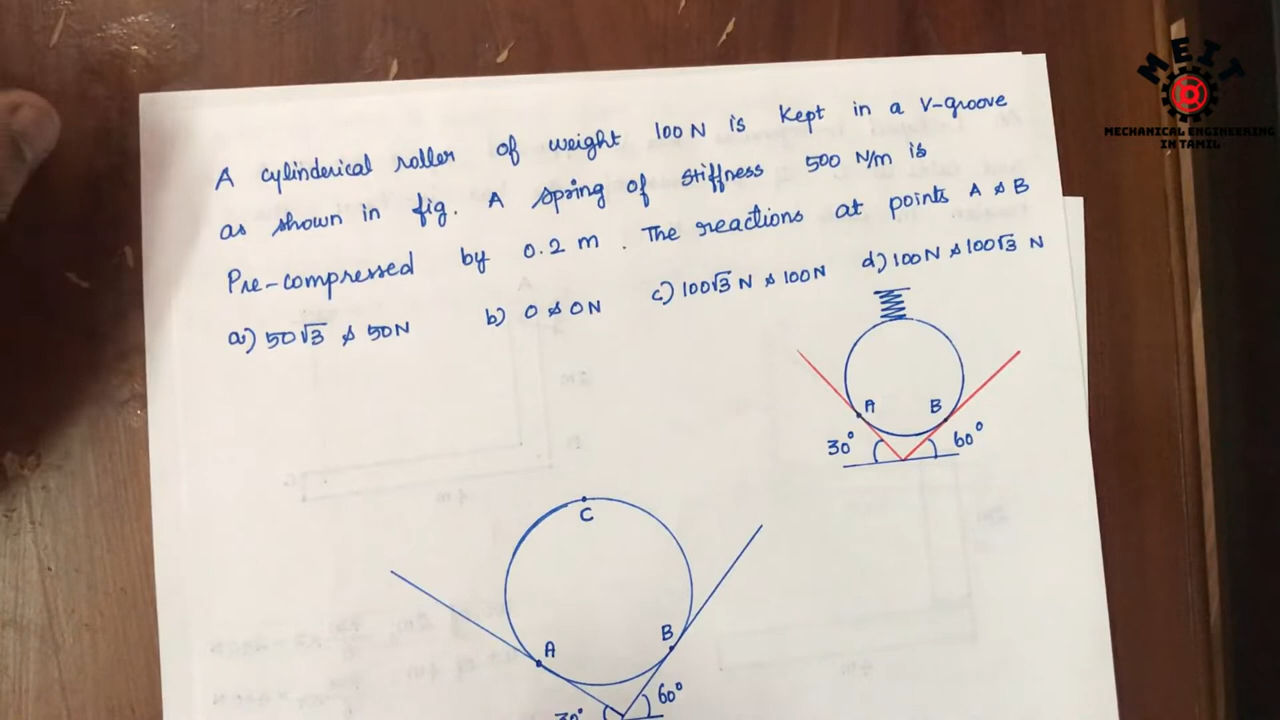 MEIT
MECHANICAL ENGINEERING
IN TAMIL
A cylinderical roller of weight 100 N is kept in a V-groove
as shown in fig. A spring of stiffness 500 N/m is
Pre-compressed by 0.2 m. The reactions at points A & B
a) 50√3 & 50N b) 0 & 0N c) 100√3 N & 100N d) 100N & 100√3 N
A B
30° 60°
C
A B
30° 60°